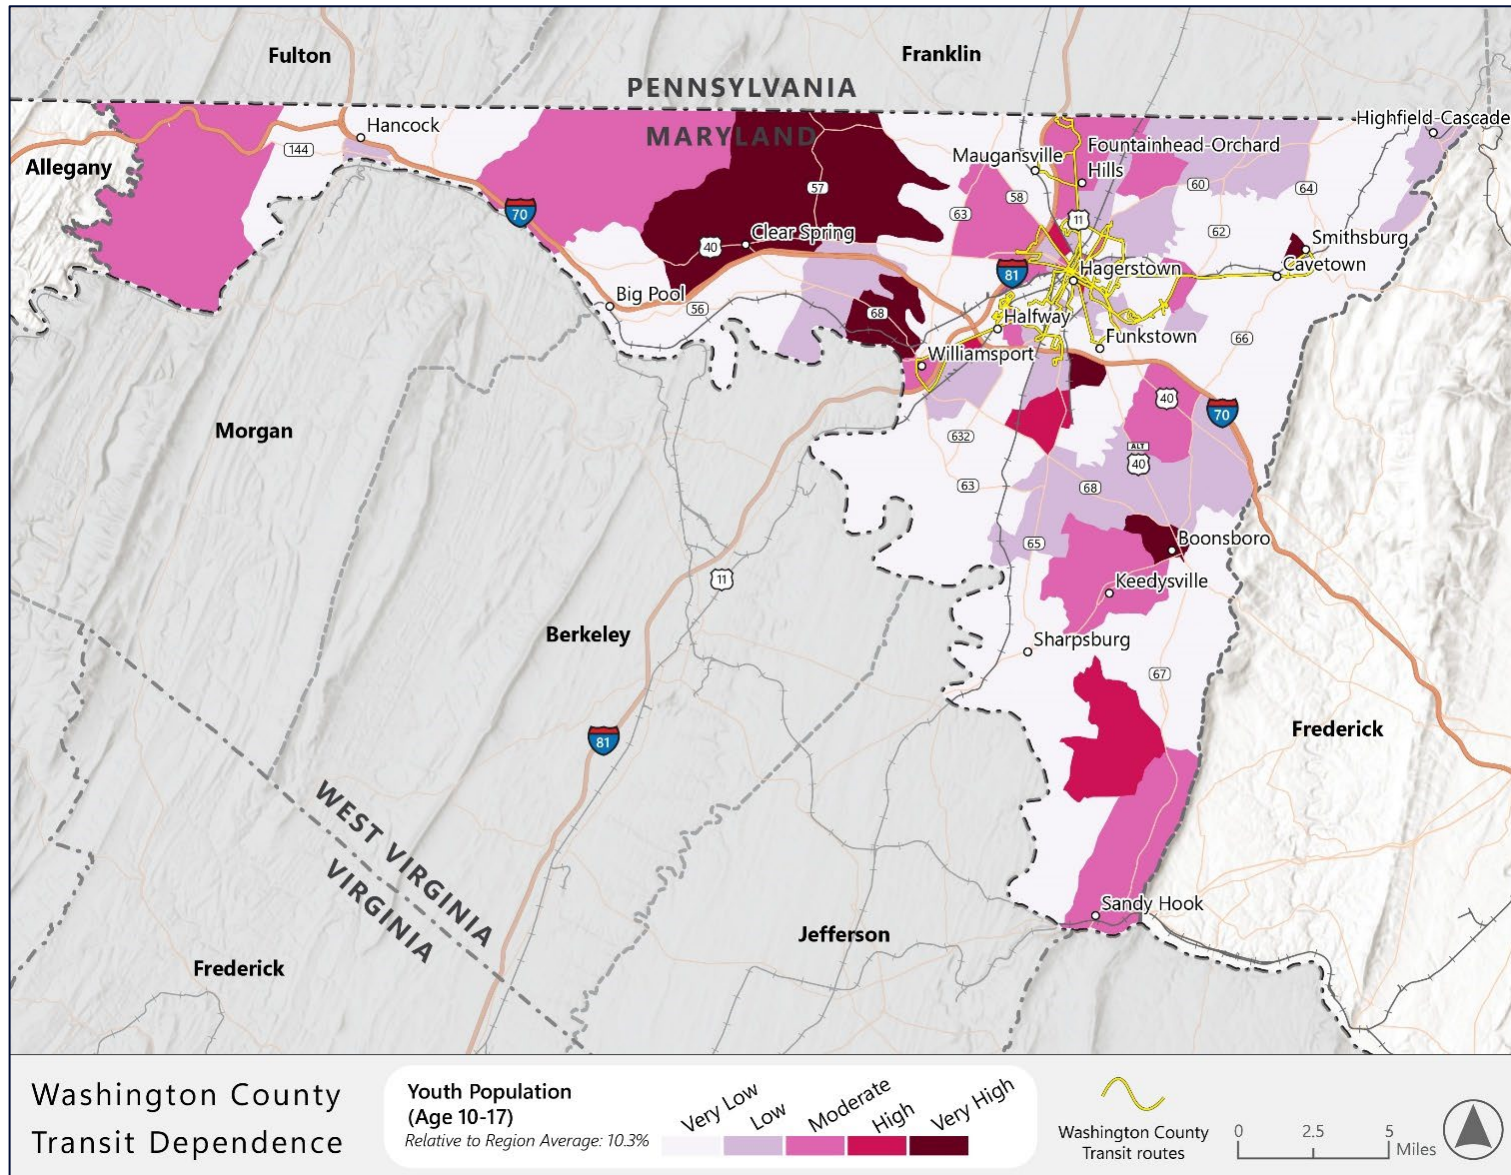 Fulton
Franklin
PENNSYLVANIA
MARYLAND
Highfield-Cascade
Hancock
144
Allegany
Maugansville
Fountainhead-Orchard
Hills
57
58
60
64
63
70
11
62
40
Clear Spring
Smithsburg
81
Hagerstown
Cavetown
Big Pool
56
68
Halfway
Funkstown
66
Williamsport
40
70
Morgan
632
ALT
40
63
68
65
Boonsboro
11
Keedysville
Berkeley
Sharpsburg
67
81
Frederick
WEST VIRGINIA
VIRGINIA
Sandy Hook
Jefferson
Frederick
Washington County
Transit Dependence
Youth Population
(Age 10-17)
Relative to Region Average: 10.3%
Very Low
Low
Moderate
High
Very High
Washington County
Transit routes
0 2.5 5
Miles